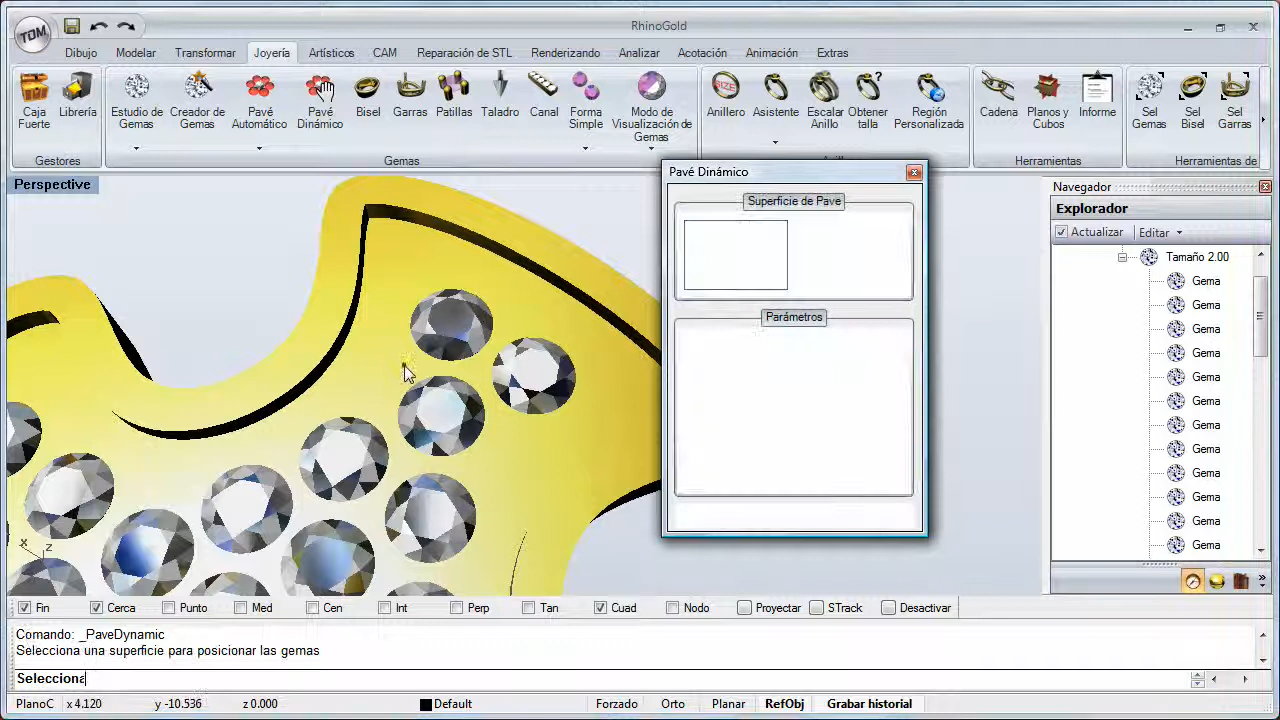 TDM
RhinoGold
Dibujo Modelar Transformar Joyería Artísticos CAM Reparación de STL Renderizando Analizar Acotación Animación Extras
Caja Fuerte
Librería
Estudio de Gemas
Creador de Gemas
Pavé Automático
Pavé Dinámico
Bisel
Garras
Patillas
Taladro
Canal
Forma Simple
Modo de Visualización de Gemas
SIZE
Anillero
Asistente
Escalar Anillo
Obtener talla
Región Personalizada
Cadena
Planos y Cubos
Informe
Sel Gemas
Sel Bisel
Sel Garras
Gestores
Gemas
Herramientas
Herramientas de
Perspective
Pavé Dinámico
Superficie de Pave
Parámetros
Navegador
Explorador
Actualizar
Editar
Tamaño 2.00
Gema
Gema
Gema
Gema
Gema
Gema
Gema
Gema
Gema
Gema
Gema
Gema
x z
Fin Cerca Punto Med Cen Int Perp Tan Cuad Nodo Proyectar STrack Desactivar
Comando: _PaveDynamic
Selecciona una superficie para posicionar las gemas
Selecciona
PlanoC x 4.120 y -10.536 z 0.000 Default Forzado Orto Planar RefObj Grabar historial